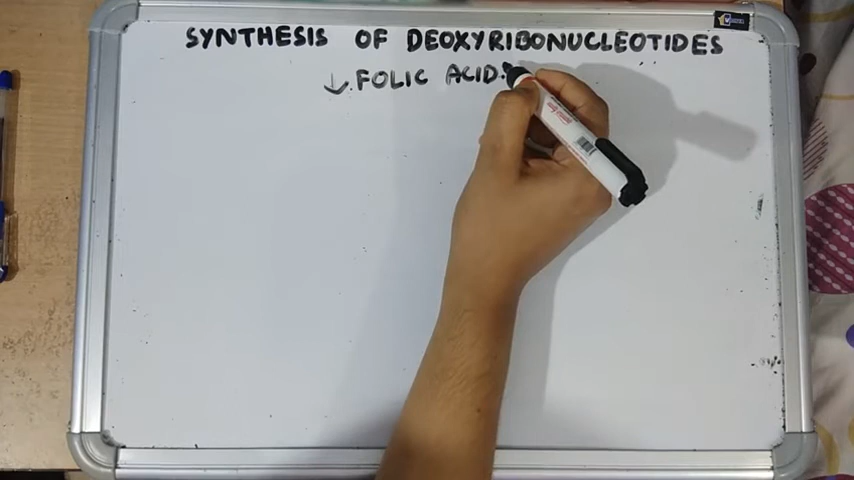 SYNTHESIS OF DEOXYRIBONUCLEOTIDES
↓ FOLIC ACID